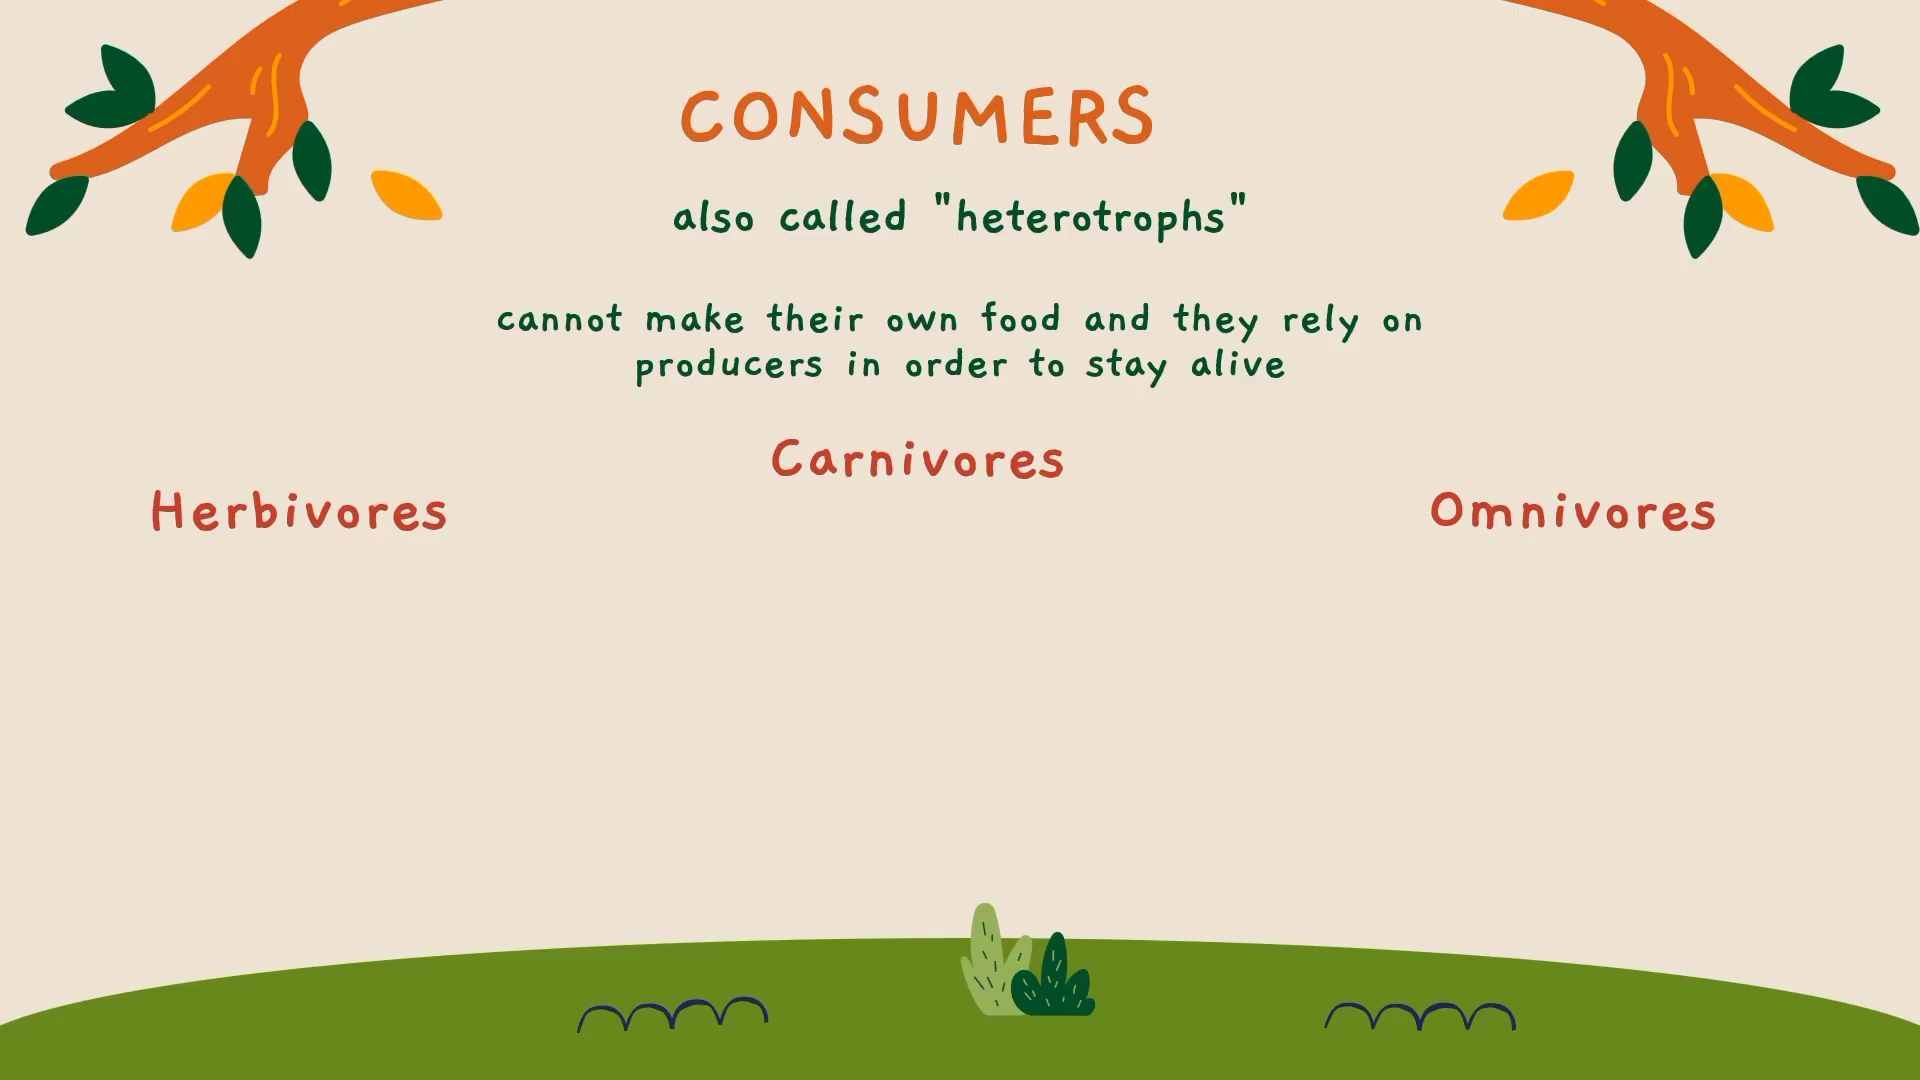 CONSUMERS
also called "heterotrophs"
cannot make their own food and they rely on
producers in order to stay alive
Carnivores
Herbivores
Omnivores